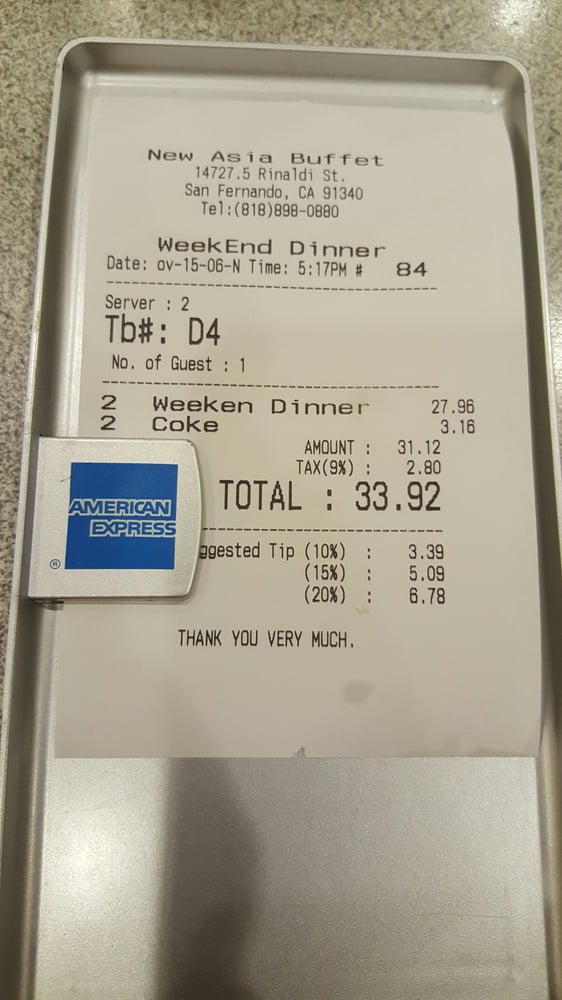 New Asia Buffet
14727.5 Rinaldi St.
San Fernando, CA 91340
Tel:(818)898-0880
WeekEnd Dinner
Date: ov-15-06-N Time: 5:17PM # 84
Server : 2
Tb#: D4
No. of Guest : 1
2 Weeken Dinner 27.96
2 Coke 3.16
AMOUNT : 31.12
TAX(9%) : 2.80
TOTAL : 33.92
AMERICAN
EXPRESS
®
ggested Tip (10%) : 3.39
(15%) : 5.09
(20%) : 6.78
THANK YOU VERY MUCH.